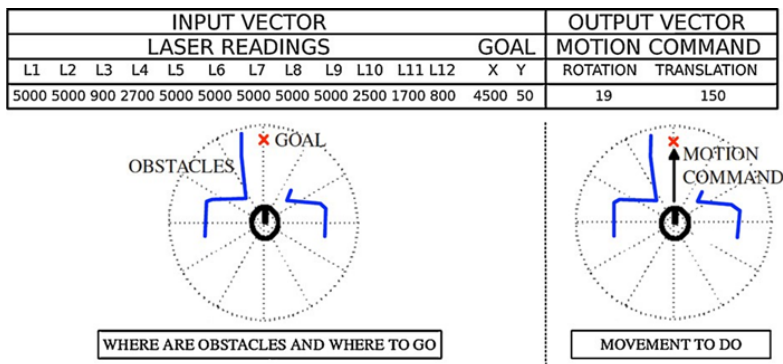 INPUT VECTOR OUTPUT VECTOR
LASER READINGS GOAL MOTION COMMAND
L1 L2 L3 L4 L5 L6 L7 L8 L9 L10 L11 L12 X Y ROTATION TRANSLATION
5000 5000 900 2700 5000 5000 5000 5000 5000 2500 1700 800 4500 50 19 150
GOAL
OBSTACLES
MOTION
COMMAND
WHERE ARE OBSTACLES AND WHERE TO GO
MOVEMENT TO DO